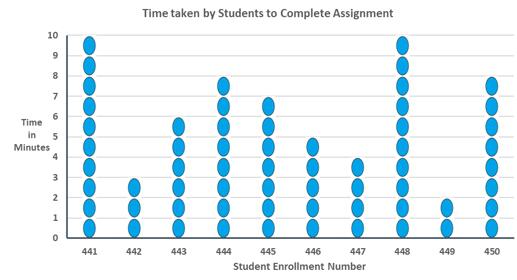 Time taken by Students to Complete Assignment
10
9
8
7
6
5
4
3
2
1
0
Time
in
Minutes
441 442 443 444 445 446 447 448 449 450
Student Enrollment Number